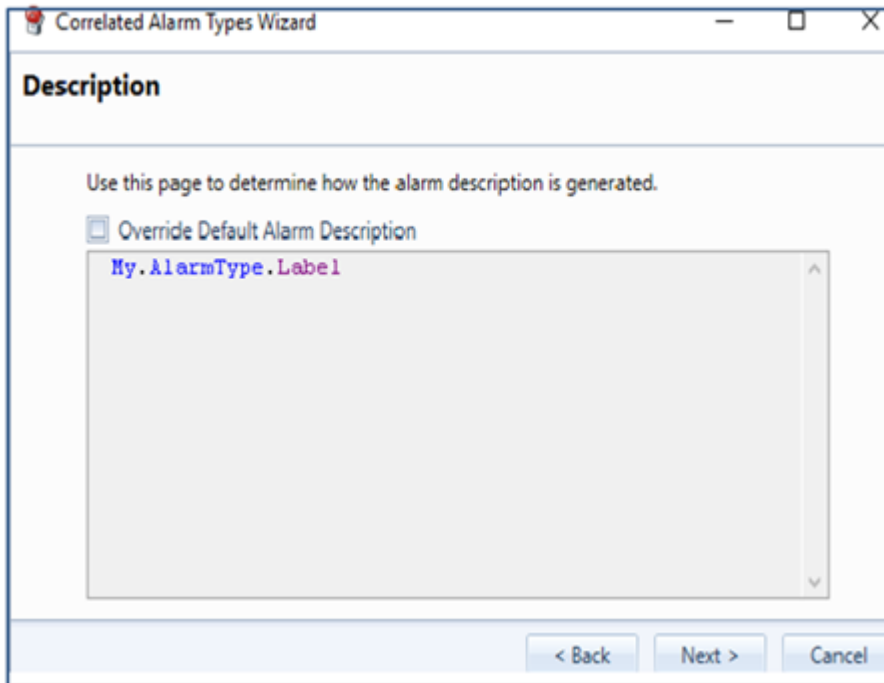 Correlated Alarm Types Wizard
Description
Use this page to determine how the alarm description is generated.
Override Default Alarm Description
My.AlarmType.Label
< Back Next > Cancel